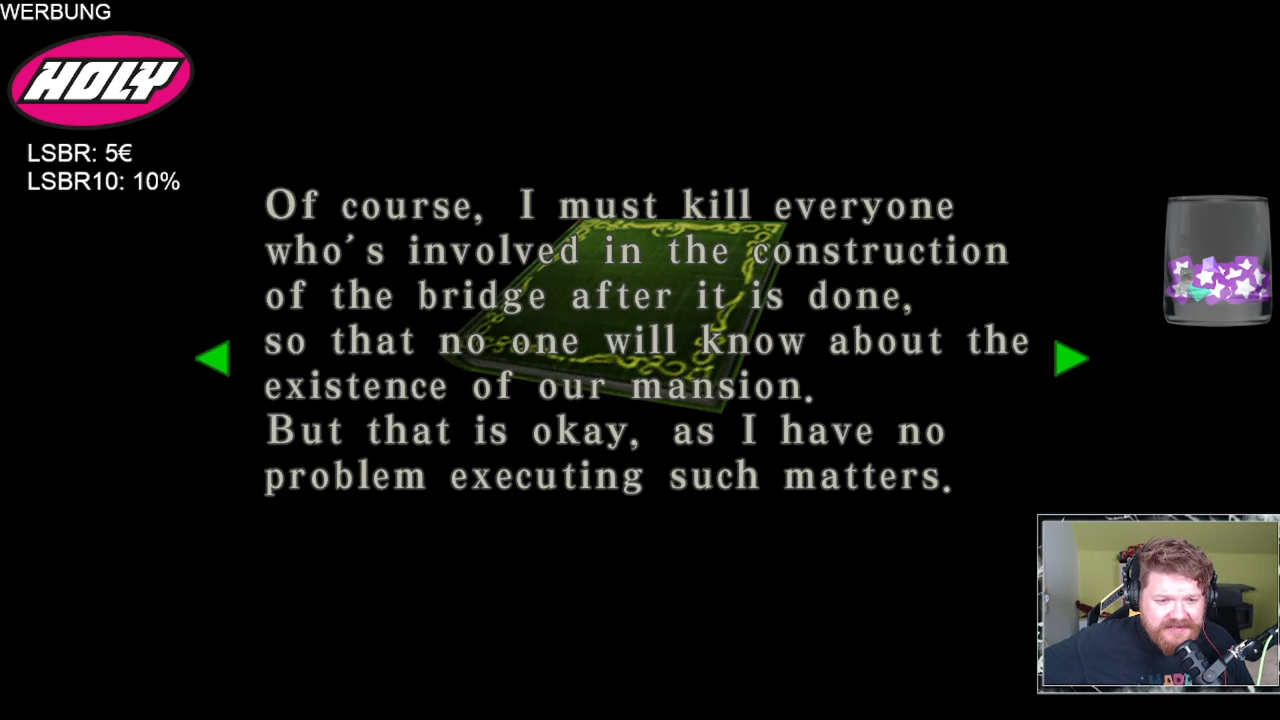 WERBUNG
HOLY
LSBR: 5€
LSBR10: 10%
Of course, I must kill everyone
who's involved in the construction
of the bridge after it is done,
so that no one will know about the
existence of our mansion.
But that is okay, as I have no
problem executing such matters.